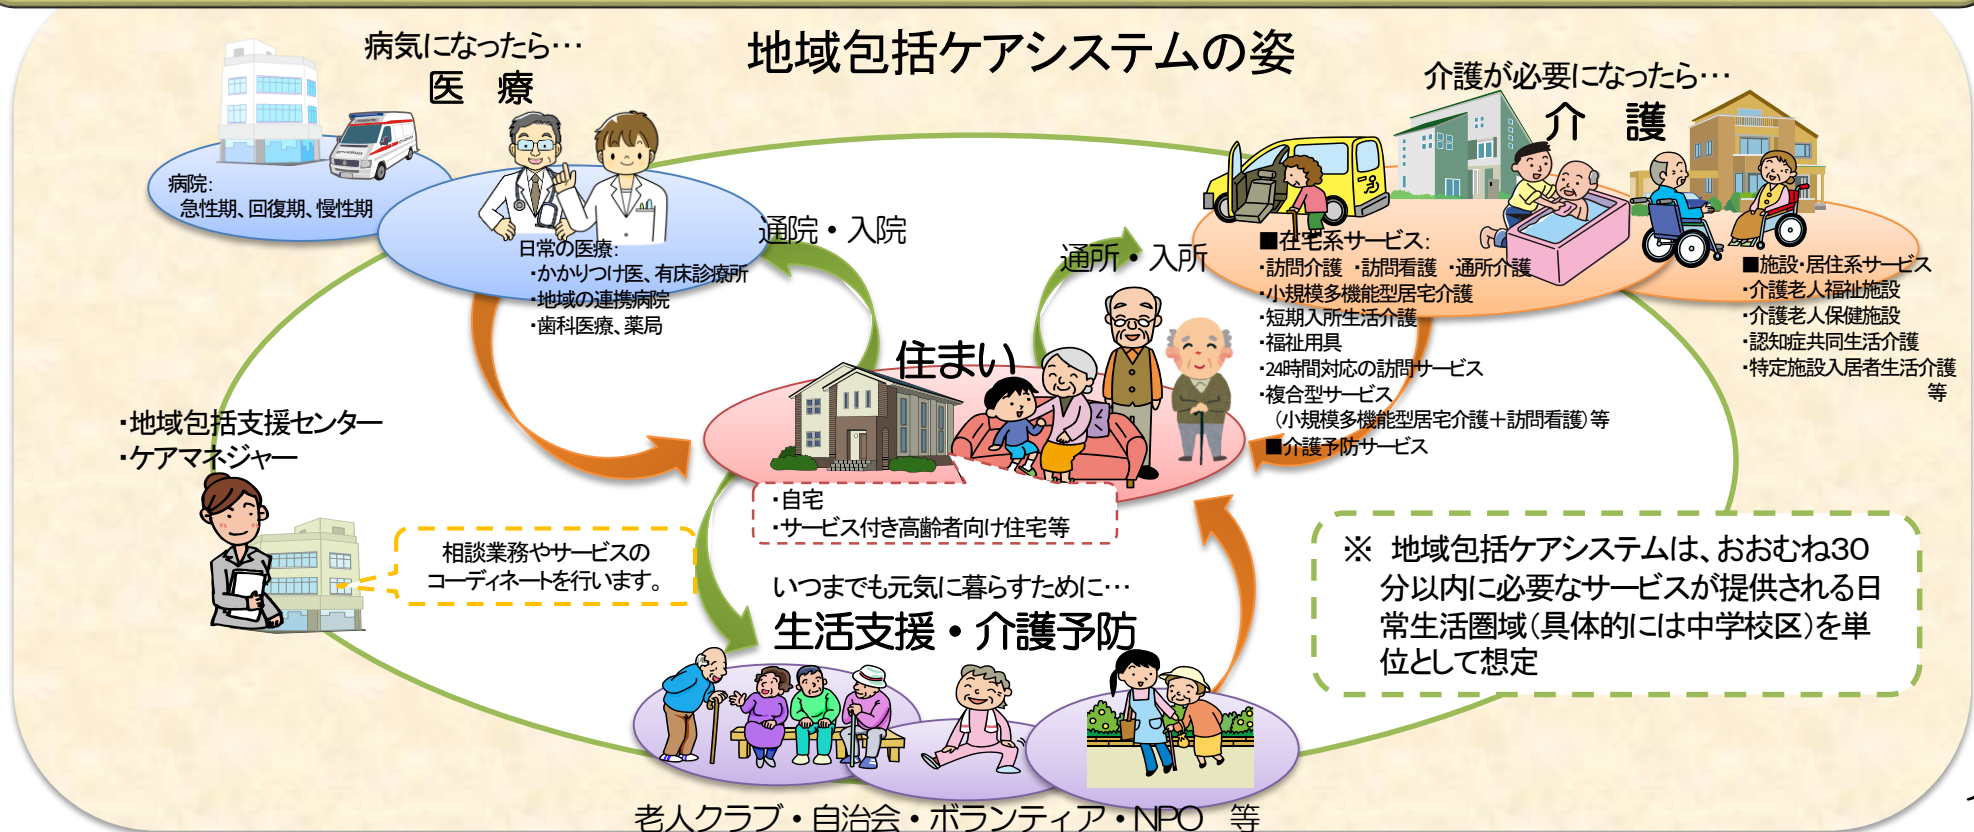 地域包括ケアシステムの姿
病気になったら…
医 療
病院:
急性期、回復期、慢性期
日常の医療:
・かかりつけ医、有床診療所
・地域の連携病院
・歯科医療、薬局
通院・入院
通所・入所
介護が必要になったら…
介 護
■在宅系サービス:
・訪問介護 ・訪問看護 ・通所介護
・小規模多機能型居宅介護
・短期入所生活介護
・福祉用具
・24時間対応の訪問サービス
・複合型サービス
(小規模多機能型居宅介護+訪問看護)等
■介護予防サービス
■施設・居住系サービス
・介護老人福祉施設
・介護老人保健施設
・認知症共同生活介護
・特定施設入居者生活介護
等
住まい
・自宅
・サービス付き高齢者向け住宅等
・地域包括支援センター
・ケアマネジャー
相談業務やサービスの
コーディネートを行います。
いつまでも元気に暮らすために…
生活支援・介護予防
老人クラブ・自治会・ボランティア・NPO 等
※ 地域包括ケアシステムは、おおむね30
分以内に必要なサービスが提供される日
常生活圏域(具体的には中学校区)を単
位として想定